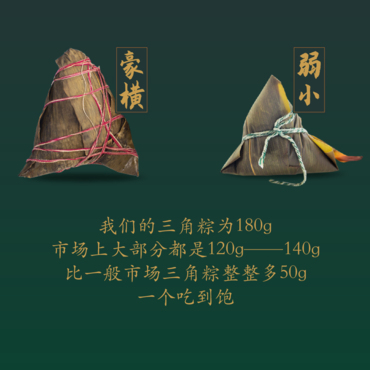 豪横
弱小
我们的三角粽为180g
市场上大部分都是120g——140g
比一般市场三角粽整整多50g
一个吃到饱